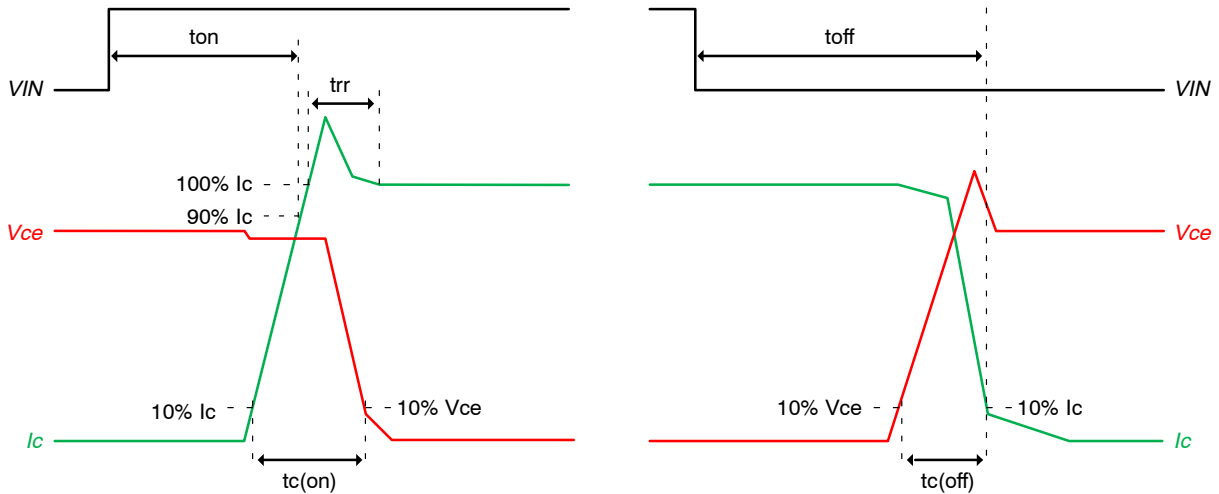 ton
toff
VIN
VIN
trr
100% Ic
90% Ic
Vce
Vce
10% Ic
10% Vce
10% Vce
10% Ic
Ic
Ic
tc(on)
tc(off)